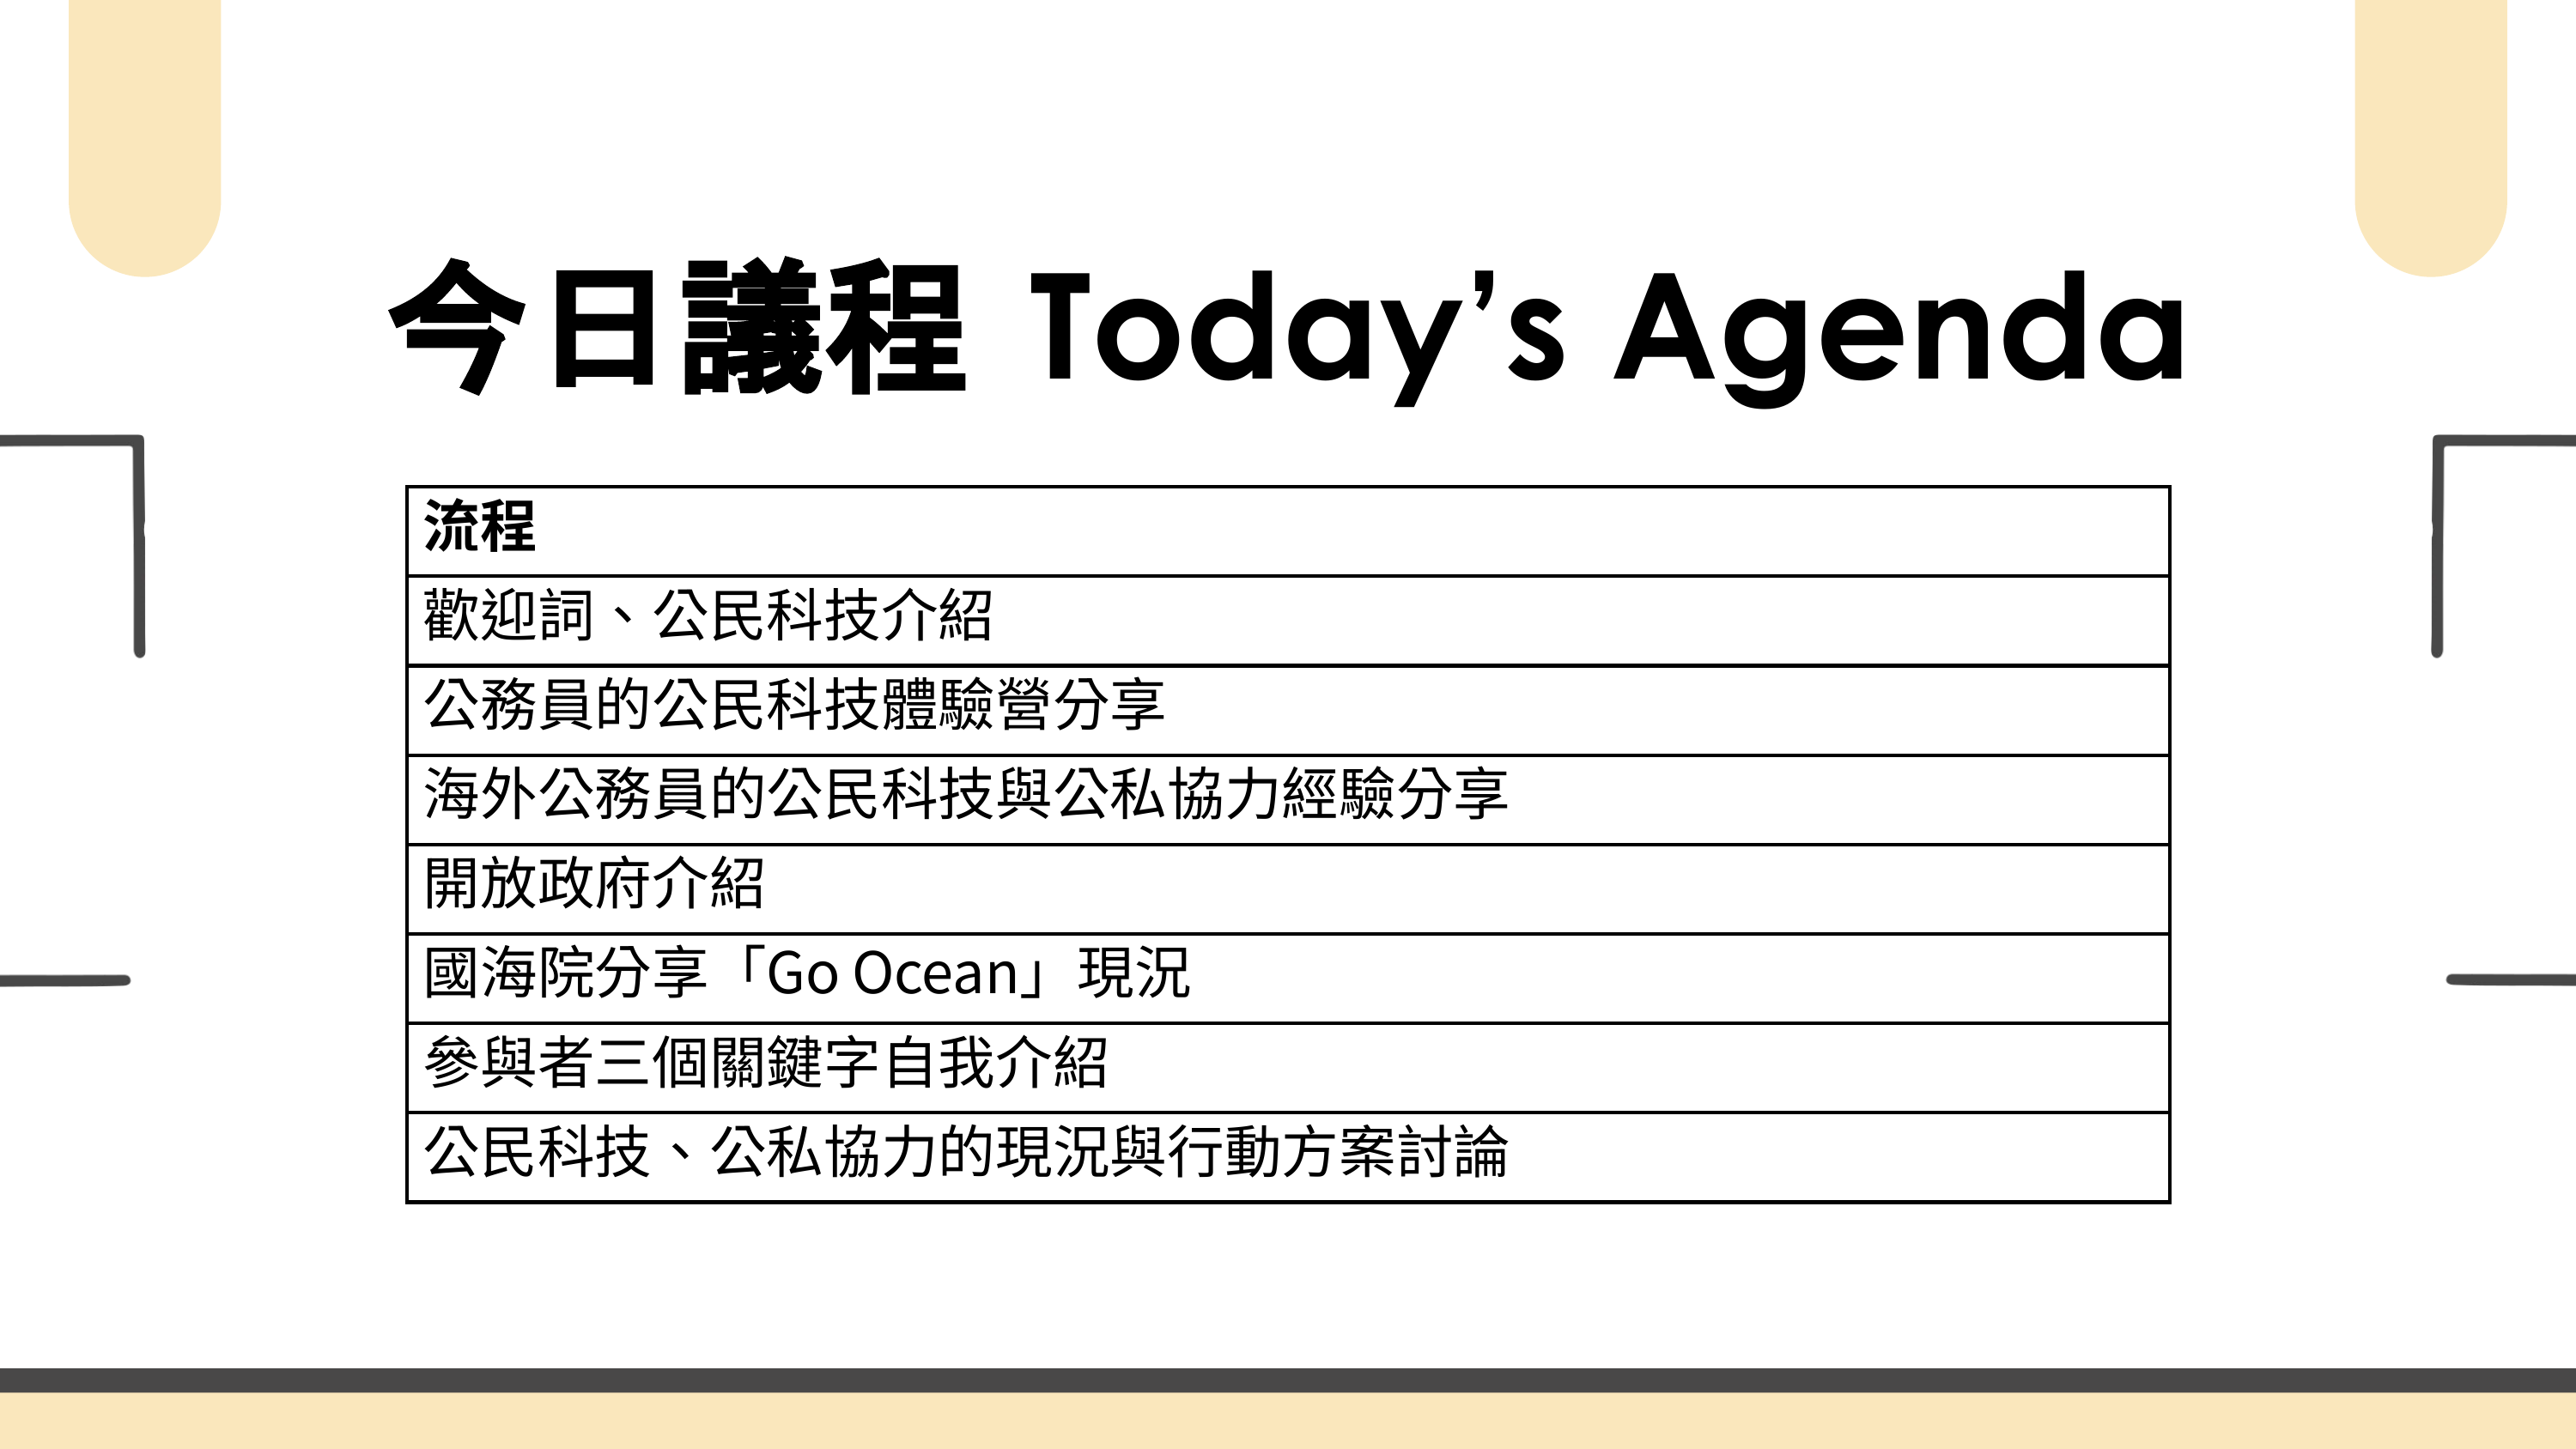 今日議程 Today’s Agenda
流程
歡迎詞、公民科技介紹
公務員的公民科技體驗營分享
海外公務員的公民科技與公私協力經驗分享
開放政府介紹
國海院分享「Go Ocean」現況
參與者三個關鍵字自我介紹
公民科技、公私協力的現況與行動方案討論